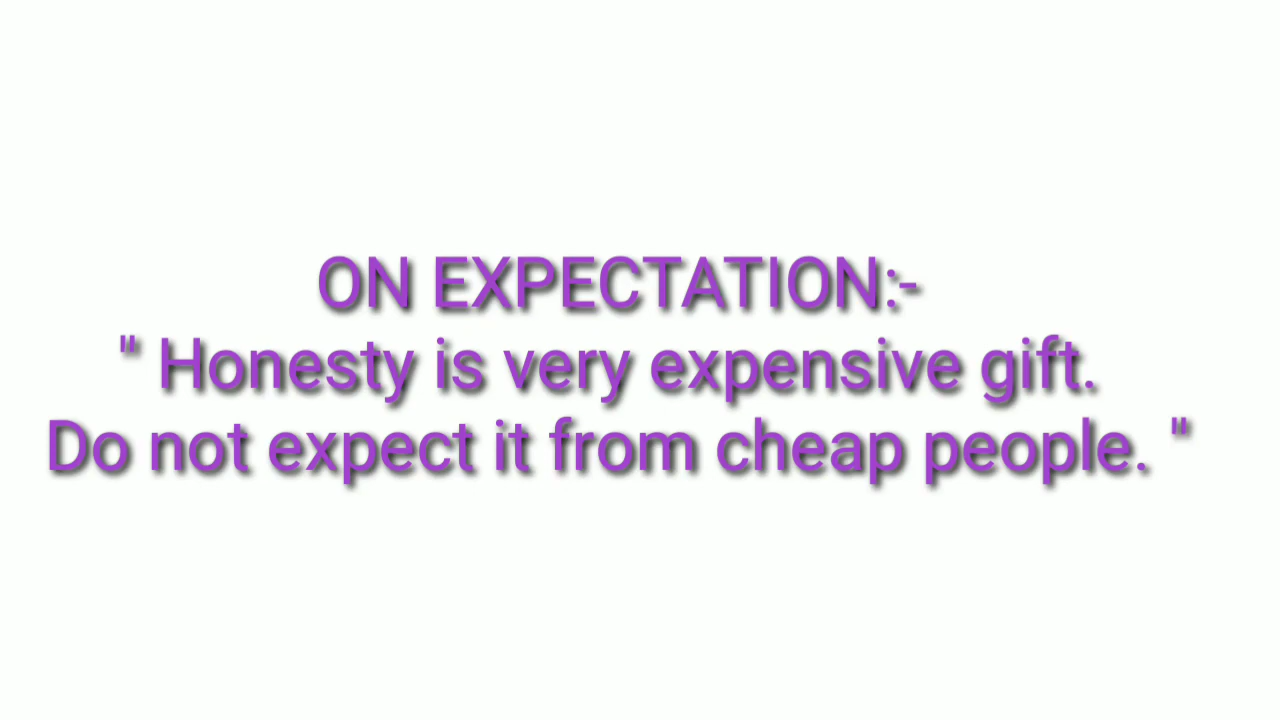 ON EXPECTATION:-
" Honesty is very expensive gift.
Do not expect it from cheap people. "